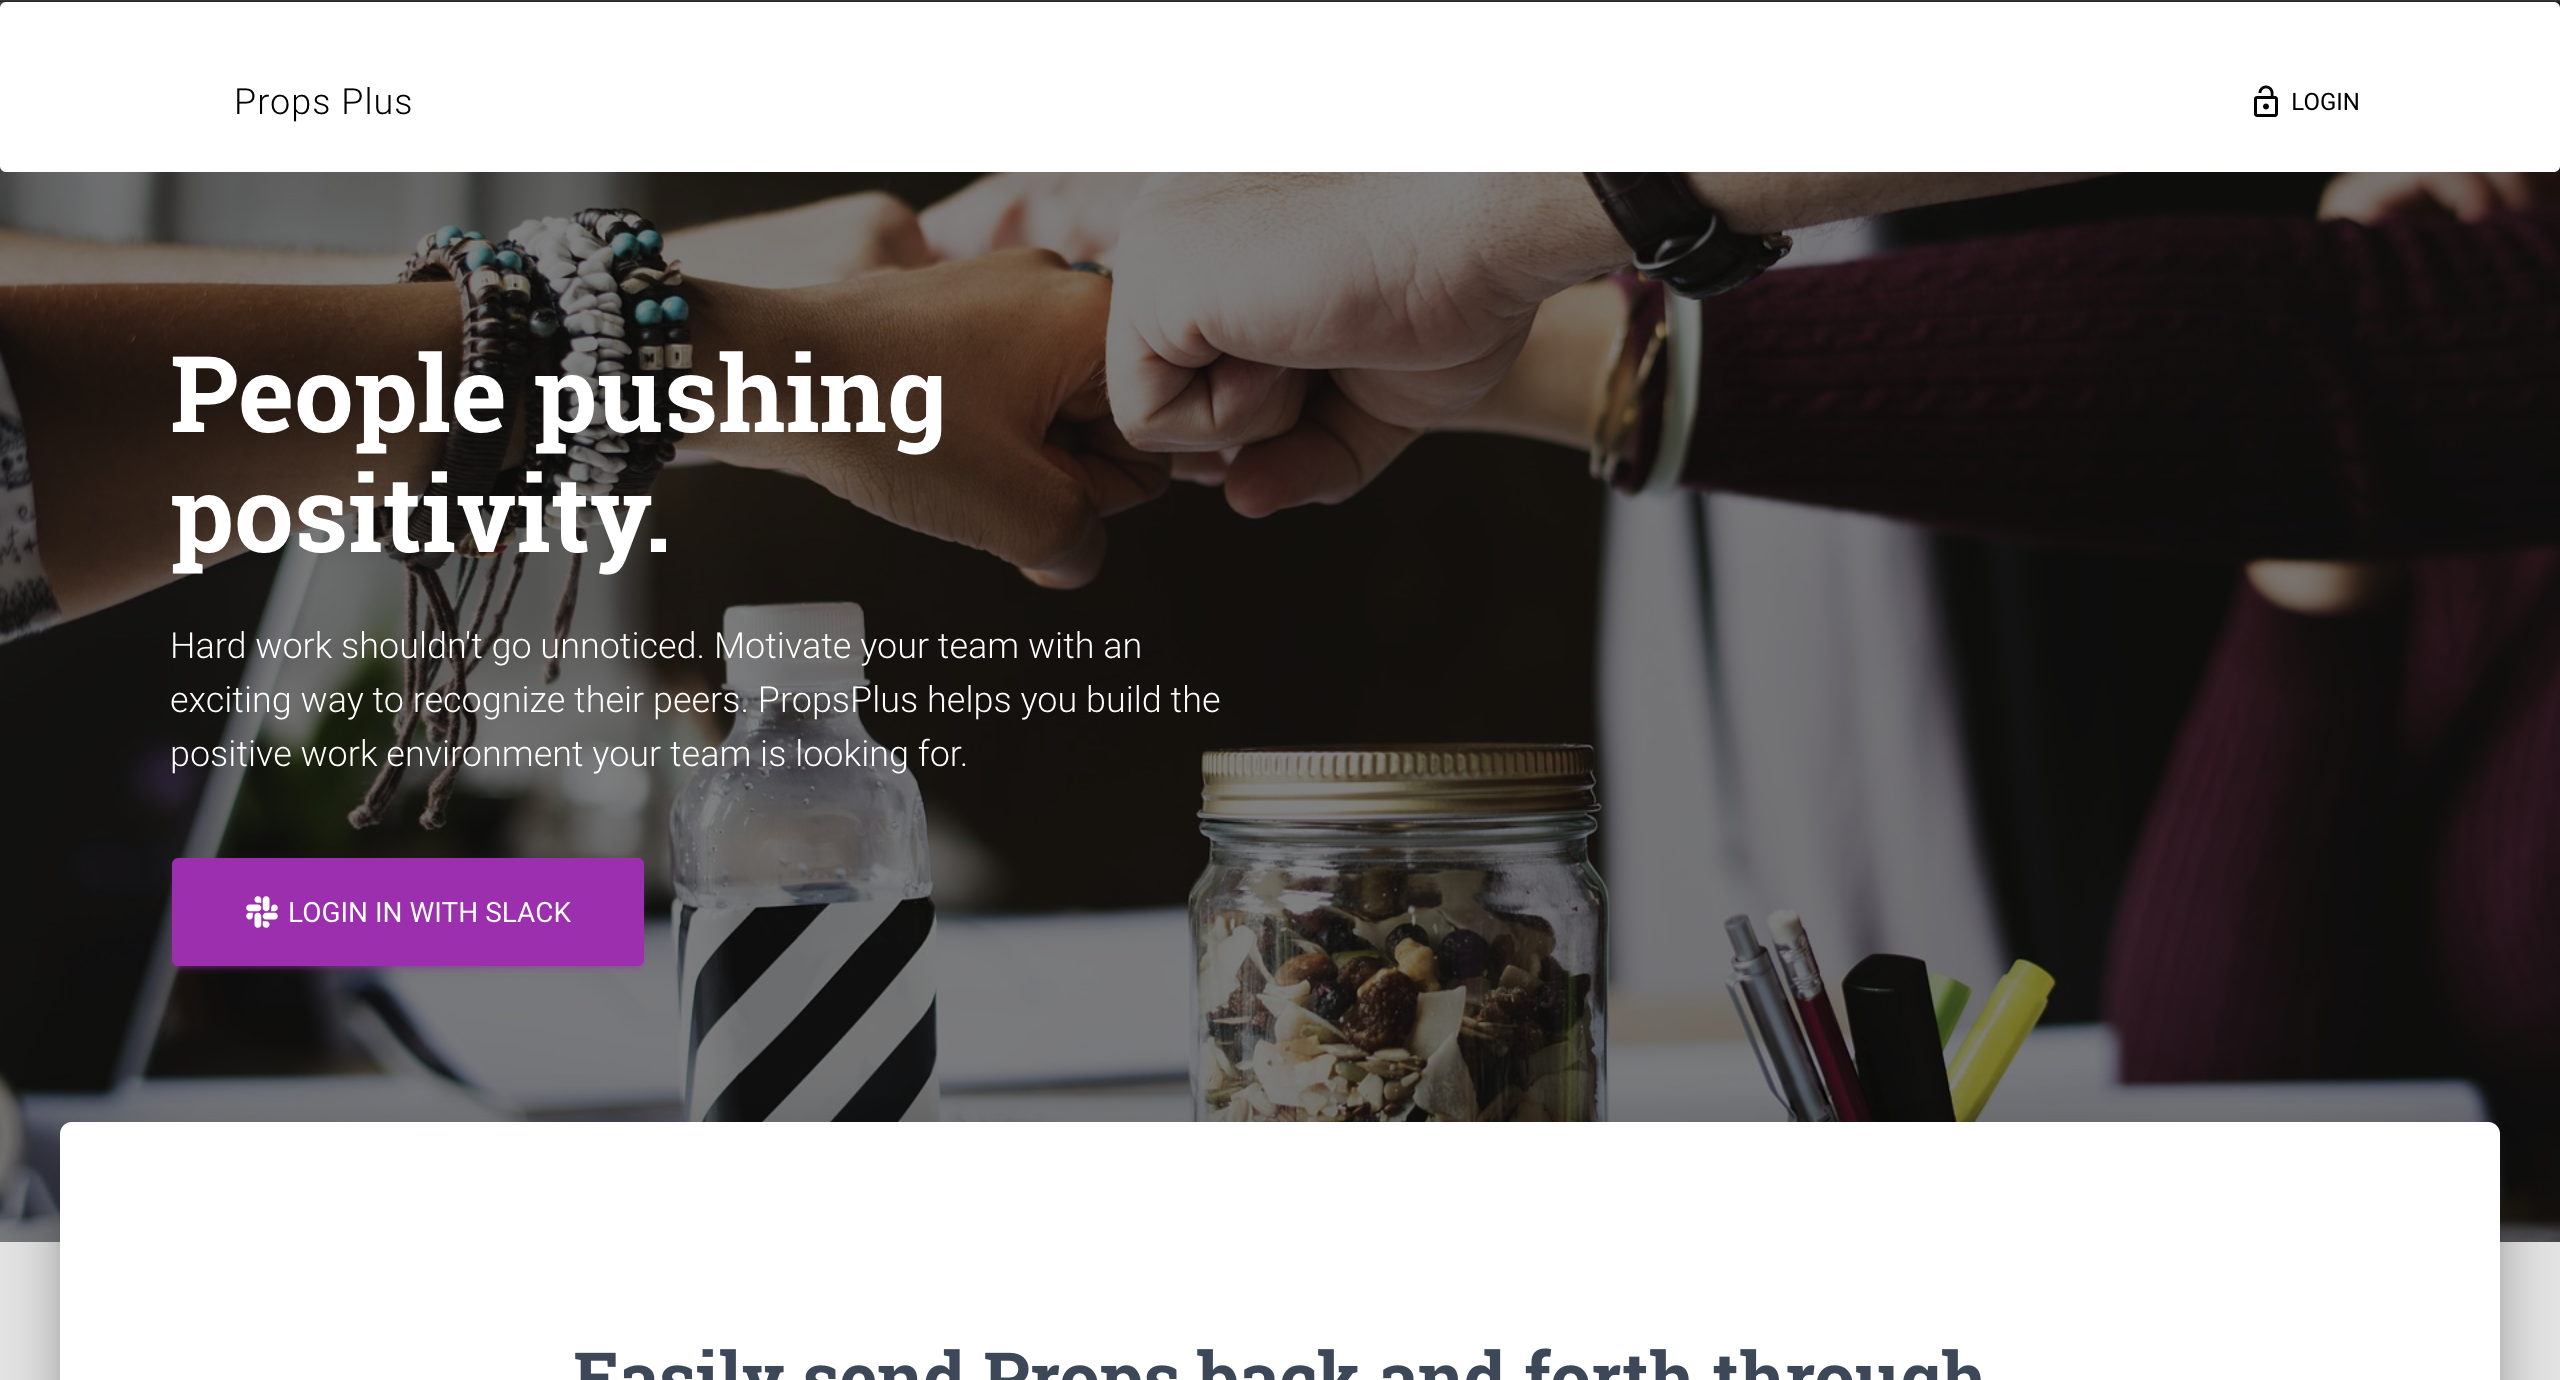 Props Plus
LOGIN
People pushing
positivity.
Hard work shouldn't go unnoticed. Motivate your team with an
exciting way to recognize their peers. PropsPlus helps you build the
positive work environment your team is looking for.
LOGIN IN WITH SLACK
Easily send Props back and forth through